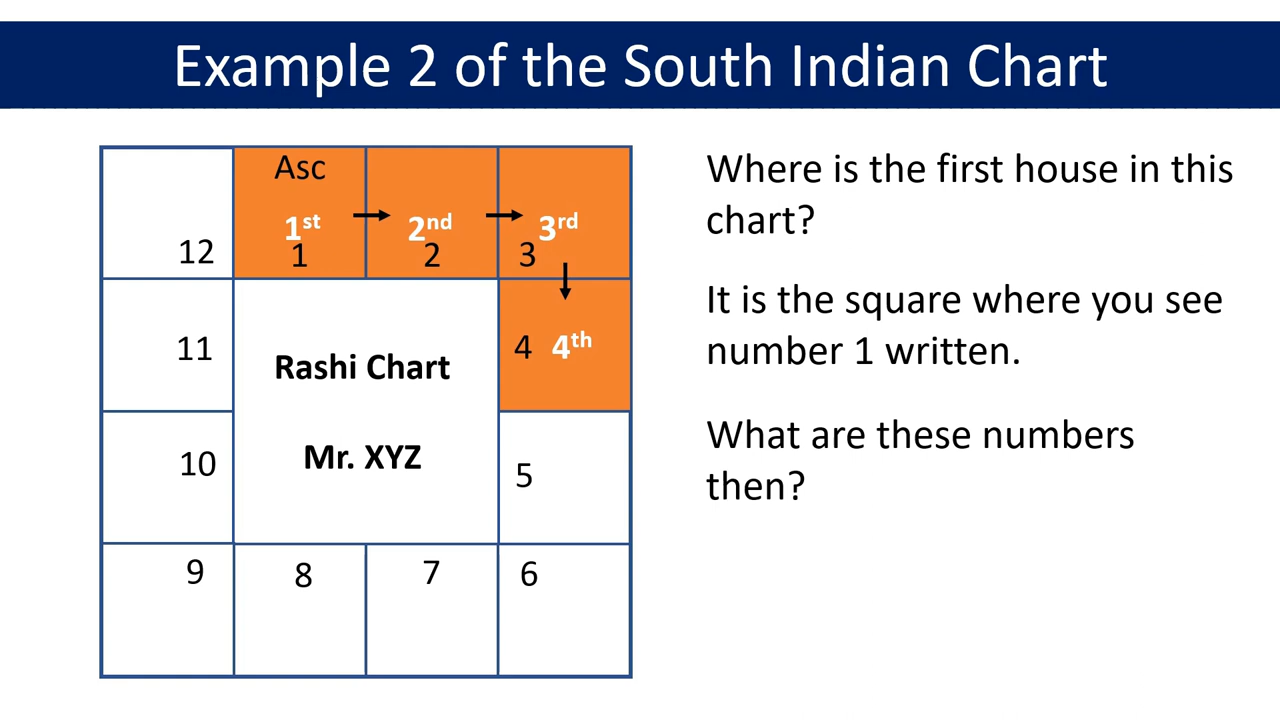 Example 2 of the South Indian Chart
Asc
1st
2nd
3rd
12
1
2
3
11
Rashi Chart
4
4th
10
Mr. XYZ
5
9
8
7
6
Where is the first house in this
chart?
It is the square where you see
number 1 written.
What are these numbers
then?